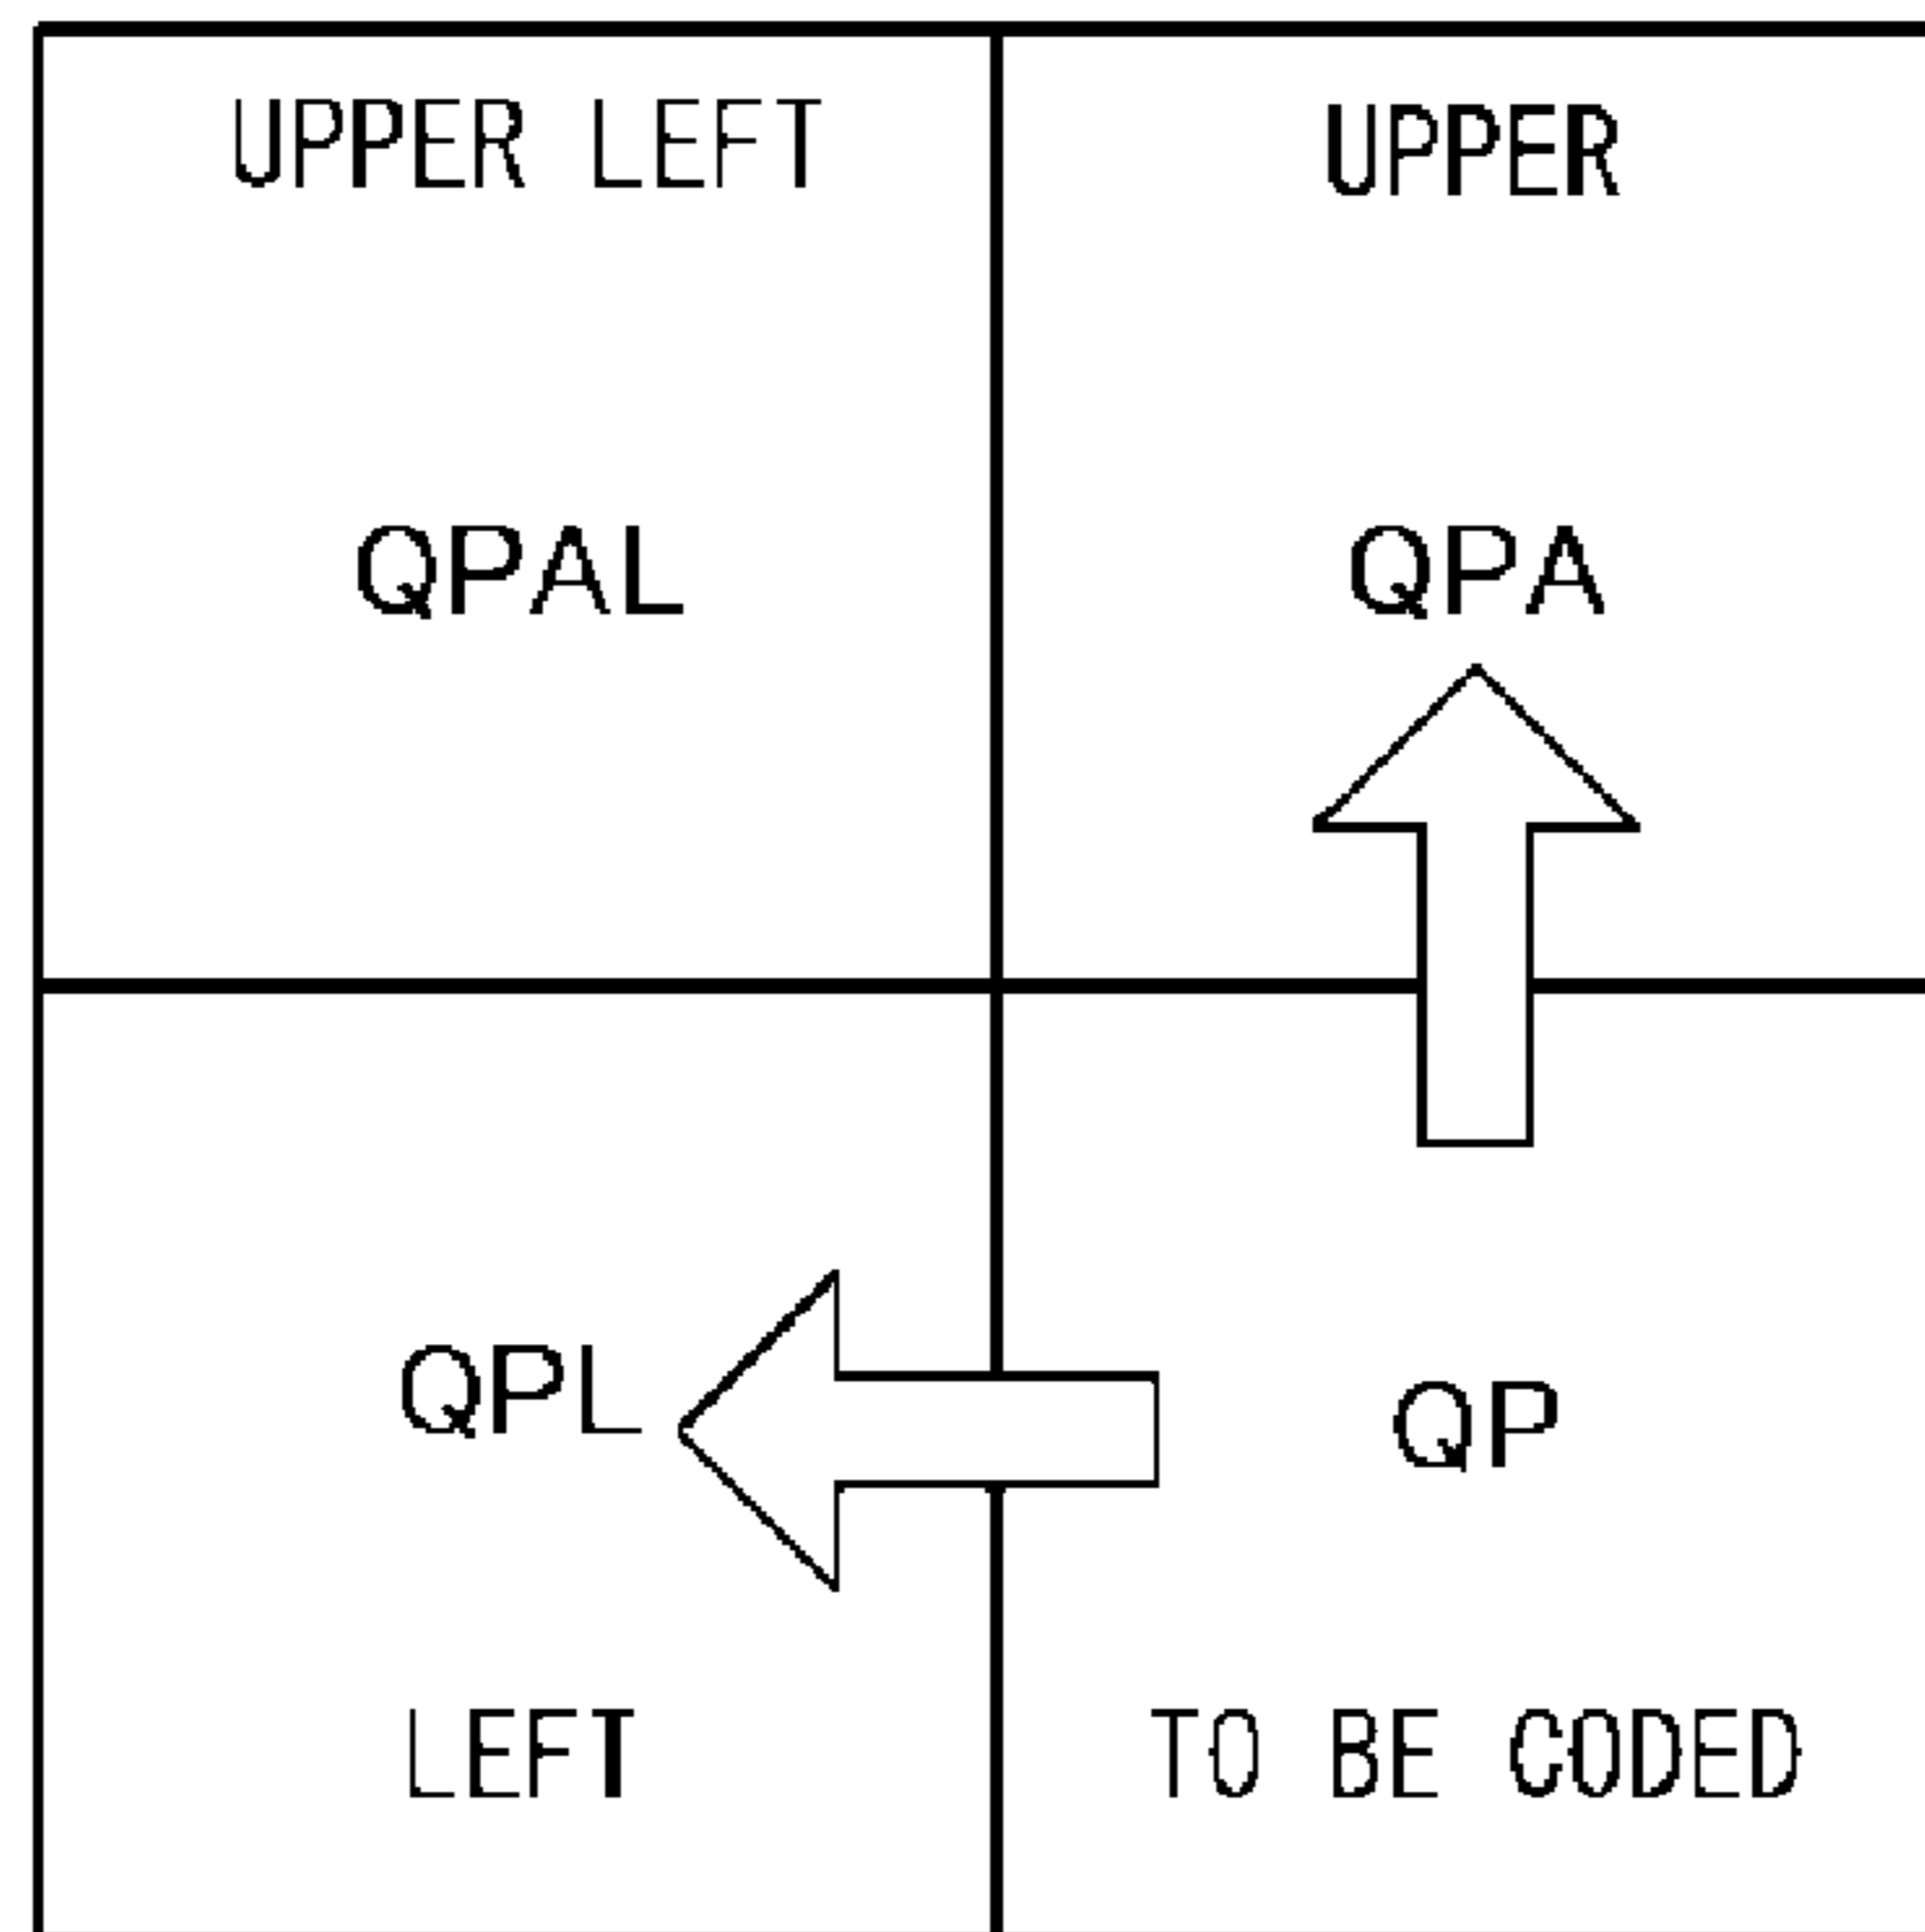 UPPER LEFT
UPPER
QPAL
QPA
QPL
QP
LEFT
TO BE CODED